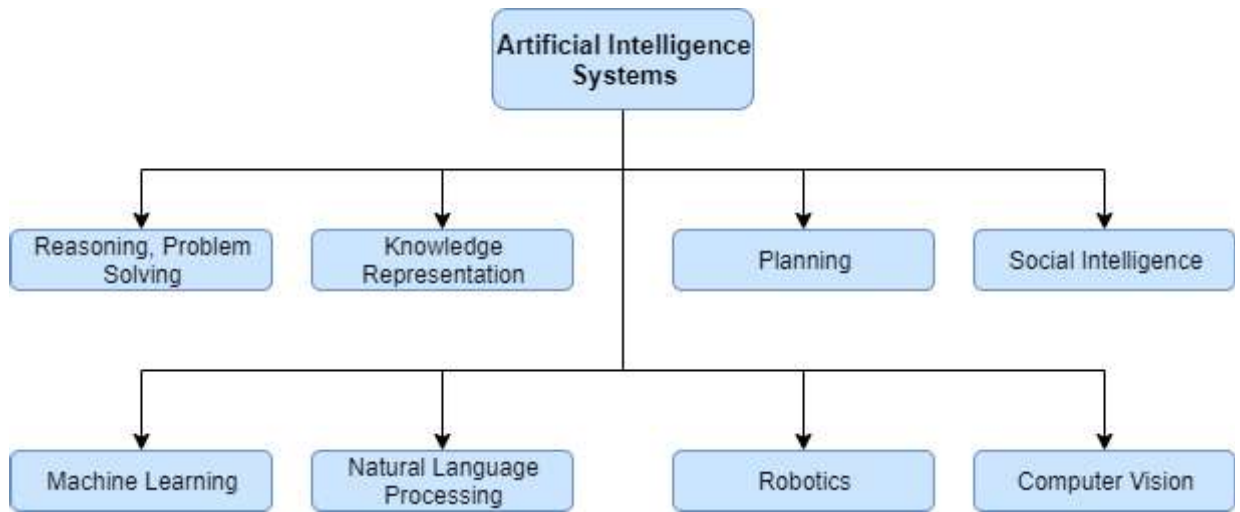 Artificial Intelligence
Systems
Reasoning, Problem
Solving
Knowledge
Representation
Planning
Social Intelligence
Machine Learning
Natural Language
Processing
Robotics
Computer Vision